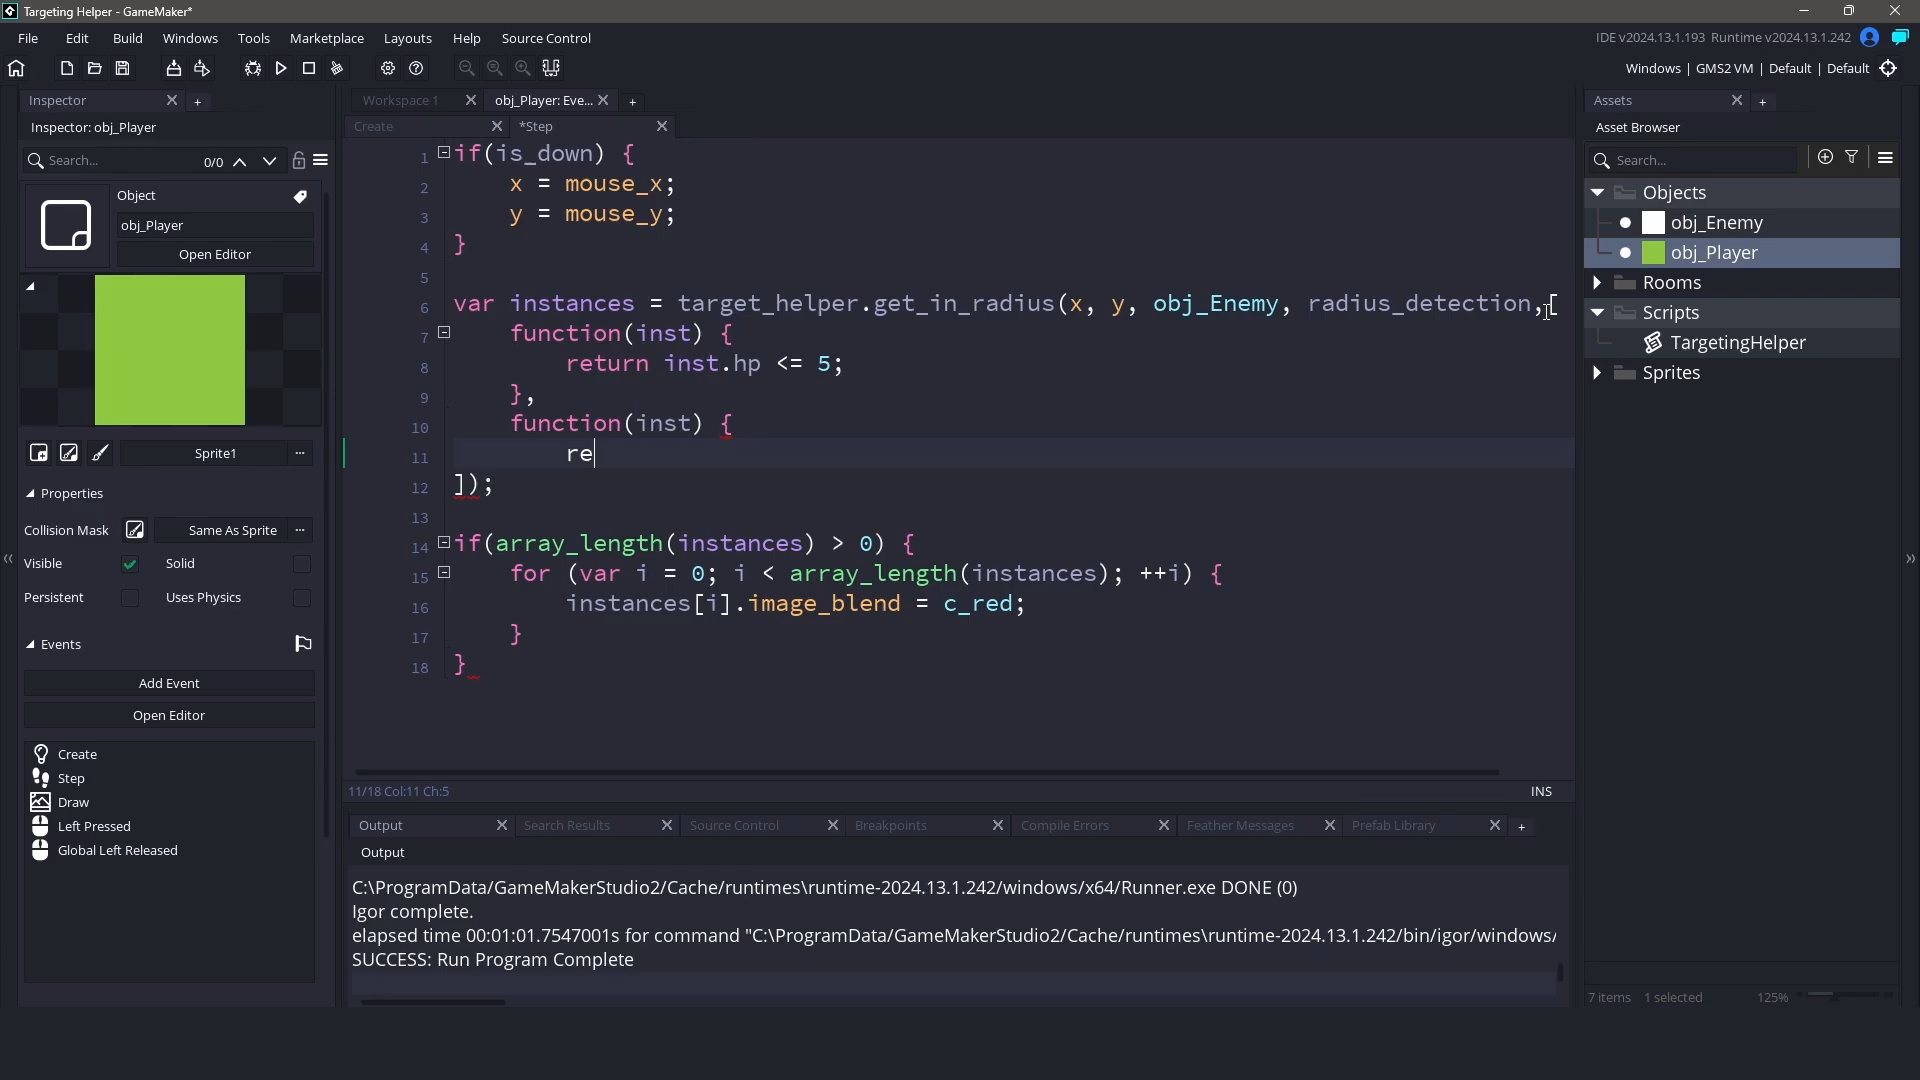 Targeting Helper - GameMaker*
File Edit Build Windows Tools Marketplace Layouts Help Source Control
IDE v2024.13.1.193 Runtime v2024.13.1.242
Windows | GMS2 VM | Default | Default
Inspector
Inspector: obj_Player
Search... 0/0
Object
obj_Player
Open Editor
Sprite1 ...
Properties
Collision Mask Same As Sprite ...
Visible Solid
Persistent Uses Physics
Events
Add Event
Open Editor
Create
Step
Draw
Left Pressed
Global Left Released
Workspace 1 obj_Player: Eve...
Create *Step
1 if(is_down) {
2 x = mouse_x;
3 y = mouse_y;
4 }
5
6 var instances = target_helper.get_in_radius(x, y, obj_Enemy, radius_detection,[
7 function(inst) {
8 return inst.hp <= 5;
9 },
10 function(inst) {
11 re
12 ]);
13
14 if(array_length(instances) > 0) {
15 for (var i = 0; i < array_length(instances); ++i) {
16 instances[i].image_blend = c_red;
17 }
18 }
11/18 Col:11 Ch:5 INS
Output Search Results Source Control Breakpoints Compile Errors Feather Messages Prefab Library
Output
C:\ProgramData/GameMakerStudio2/Cache/runtimes\runtime-2024.13.1.242/windows/x64/Runner.exe DONE (0)
Igor complete.
elapsed time 00:01:01.7547001s for command "C:\ProgramData/GameMakerStudio2/Cache/runtimes\runtime-2024.13.1.242/bin/igor/windows/
SUCCESS: Run Program Complete
Assets
Asset Browser
Search...
Objects
obj_Enemy
obj_Player
Rooms
Scripts
TargetingHelper
Sprites
7 items 1 selected 125%